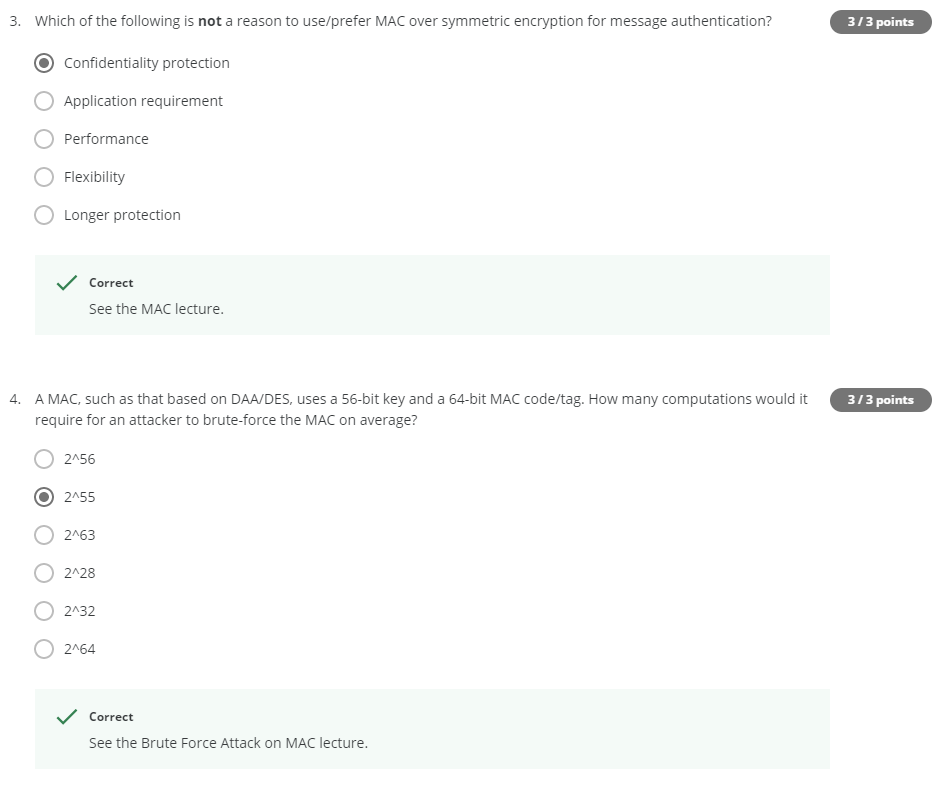 3. Which of the following is not a reason to use/prefer MAC over symmetric encryption for message authentication?
3 / 3 points
Confidentiality protection
Application requirement
Performance
Flexibility
Longer protection
Correct
See the MAC lecture.
4. A MAC, such as that based on DAA/DES, uses a 56-bit key and a 64-bit MAC code/tag. How many computations would it
3 / 3 points
require for an attacker to brute-force the MAC on average?
2^56
2^55
2^63
2^28
2^32
2^64
Correct
See the Brute Force Attack on MAC lecture.